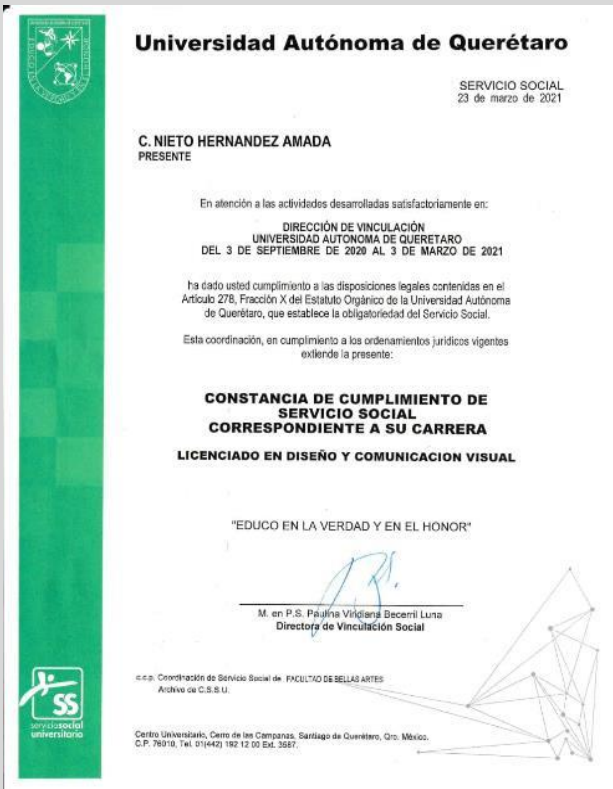 Universidad Autónoma de Querétaro
SERVICIO SOCIAL
23 de marzo de 2021
C. NIETO HERNANDEZ AMADA
PRESENTE
En atención a las actividades desarrolladas satisfactoriamente en:
DIRECCIÓN DE VINCULACIÓN
UNIVERSIDAD AUTONOMA DE QUERETARO
DEL 3 DE SEPTIEMBRE DE 2020 AL 3 DE MARZO DE 2021
ha dado usted cumplimiento a las disposiciones legales contenidas en el
Artículo 278, Fracción X del Estatuto Orgánico de la Universidad Autónoma
de Querétaro, que establece la obligatoriedad del Servicio Social.
Esta coordinación, en cumplimiento a los ordenamientos jurídicos vigentes
extiende la presente:
CONSTANCIA DE CUMPLIMIENTO DE
SERVICIO SOCIAL
CORRESPONDIENTE A SU CARRERA
LICENCIADO EN DISEÑO Y COMUNICACION VISUAL
"EDUCO EN LA VERDAD Y EN EL HONOR"
M. en P.S. Paulina Viridiana Becerril Luna
Directora de Vinculación Social
c.c.p. Coordinación de Servicio Social de FACULTAD DE BELLAS ARTES
Archivo de C.S.S.U.
SS
serviciosocial
universitario
Centro Universitario, Cerro de las Campanas, Santiago de Querétaro, Qro. México.
C.P. 76010, Tel. 01(442) 192 12 00 Ext. 3567.